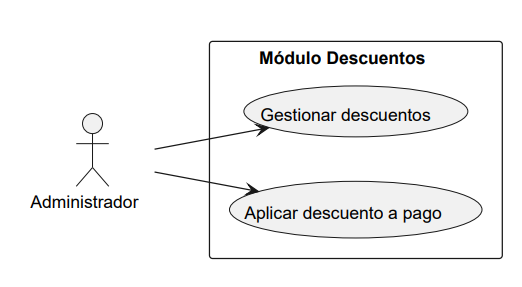 Módulo Descuentos
Gestionar descuentos
Administrador
Aplicar descuento a pago